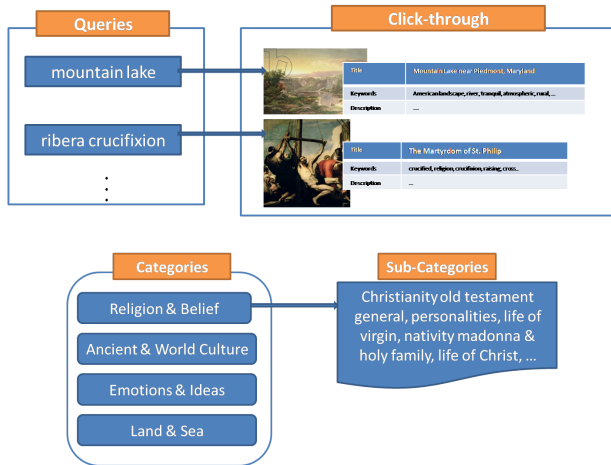 Queries
Click-through
mountain lake
Title Mountain Lake near Piedmont, Maryland
Keywords American landscape, river, tranquil, atmospheric, rural, ...
Description ....
ribera crucifixion
Title The Martyrdom of St. Philip
Keywords crucified, religion, crucifixion, raising, cross..
Description ...
Categories
Sub-Categories
Religion & Belief
Ancient & World Culture
Emotions & Ideas
Land & Sea
Christianity old testament
general, personalities, life of
virgin, nativity madonna &
holy family, life of Christ, ...